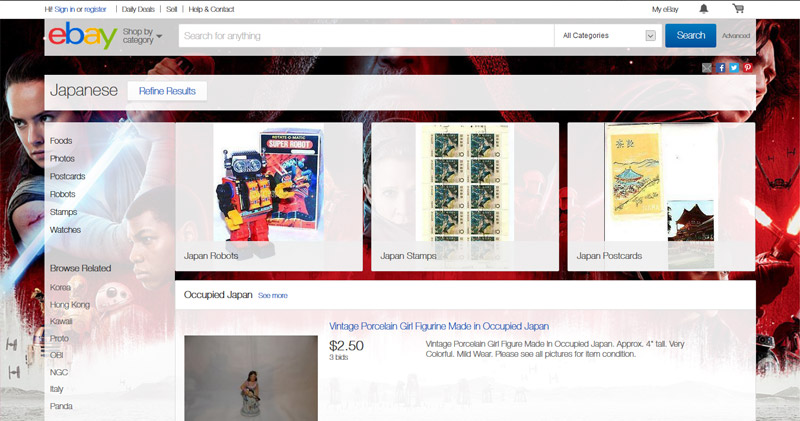 Hi! Sign in or register
Daily Deals
Sell
Help & Contact
My eBay
ebay
Shop by
category
Search for anything
All Categories
Search
Advanced
Japanese
Refine Results
Foods
Photos
Postcards
Robots
Stamps
Watches
Browse Related
Korea
Hong Kong
Kawaii
Proto
OBI
NGC
Italy
Panda
SUPER ROBOT
Japan Robots
Japan Stamps
Japan Postcards
Occupied Japan See more
Vintage Porcelain Girl Figurine Made in Occupied Japan
$2.50
3 bids
Vintage Porcelain Girl Figure Made In Occupied Japan. Approx. 4" tall. Very
Colorful. Mild Wear. Please see all pictures for item condition.